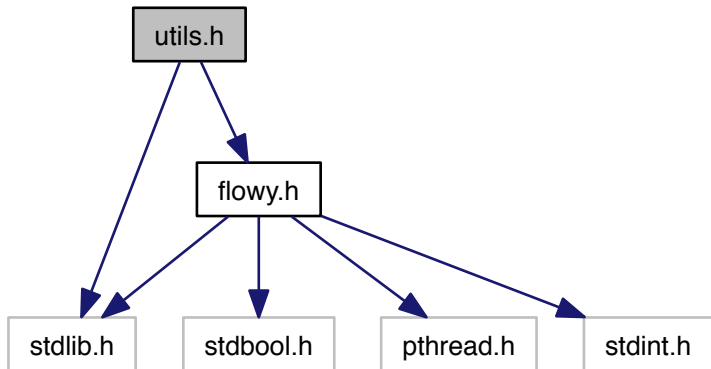 utils.h
flowy.h
stdlib.h
stdbool.h
pthread.h
stdint.h